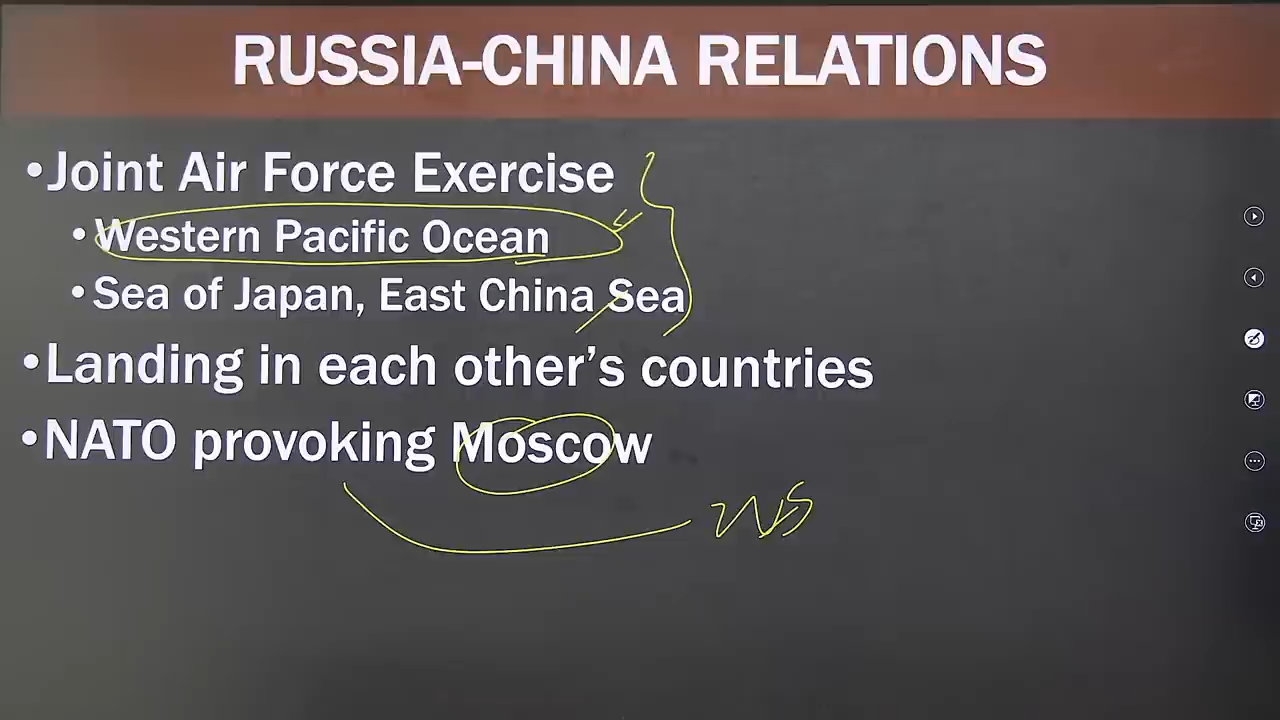 RUSSIA-CHINA RELATIONS
•Joint Air Force Exercise
•Western Pacific Ocean
•Sea of Japan, East China Sea
•Landing in each other's countries
•NATO provoking Moscow